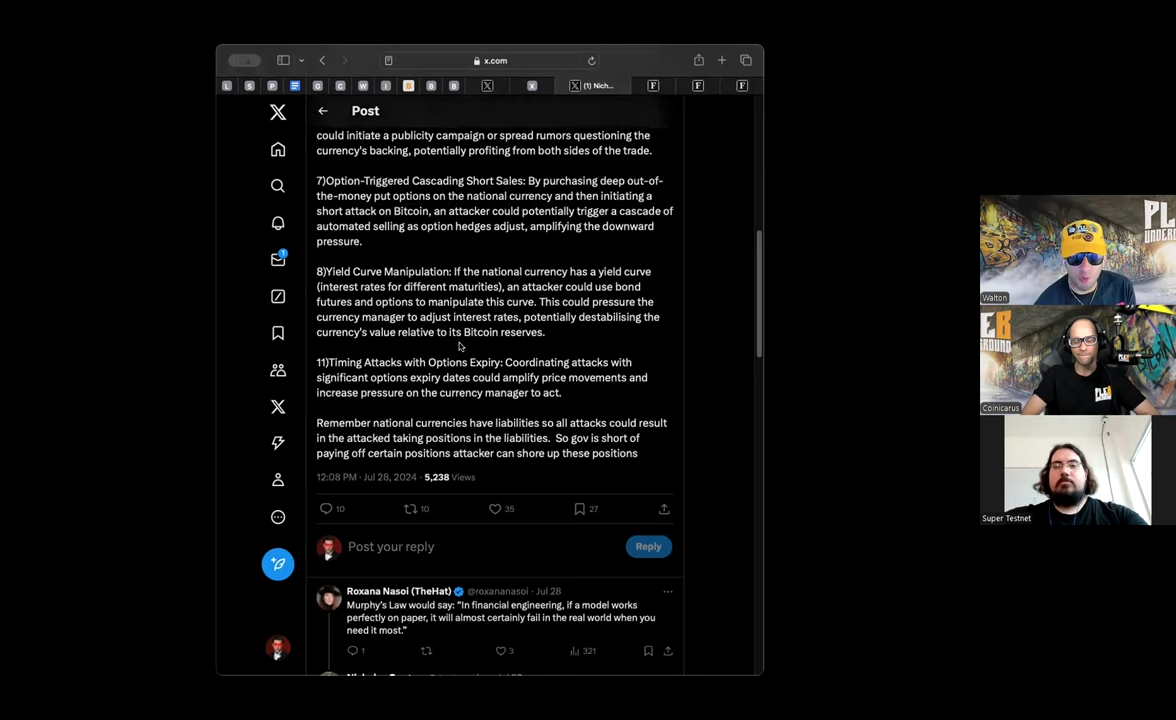 x.com
L
S
P
G
C
W
I
B
B
B
X
(1) Nich...
F
F
F
Post
could initiate a publicity campaign or spread rumors questioning the
currency's backing, potentially profiting from both sides of the trade.
7)Option-Triggered Cascading Short Sales: By purchasing deep out-of-
the-money put options on the national currency and then initiating a
short attack on Bitcoin, an attacker could potentially trigger a cascade of
automated selling as option hedges adjust, amplifying the downward
pressure.
8)Yield Curve Manipulation: If the national currency has a yield curve
(interest rates for different maturities), an attacker could use bond
futures and options to manipulate this curve. This could pressure the
currency manager to adjust interest rates, potentially destabilising the
currency's value relative to its Bitcoin reserves.
11)Timing Attacks with Options Expiry: Coordinating attacks with
significant options expiry dates could amplify price movements and
increase pressure on the currency manager to act.
Remember national currencies have liabilities so all attacks could result
in the attacked taking positions in the liabilities.  So gov is short of
paying off certain positions attacker can shore up these positions
12:08 PM · Jul 28, 2024 · 5,238 Views
10
10
35
27
1
Post your reply
Reply
Roxana Nasoi (TheHat) @roxananasoi · Jul 28
Murphy's Law would say: "In financial engineering, if a model works
perfectly on paper, it will almost certainly fail in the real world when you
need it most."
1
3
321
Walton
Coinicarus
Super Testnet